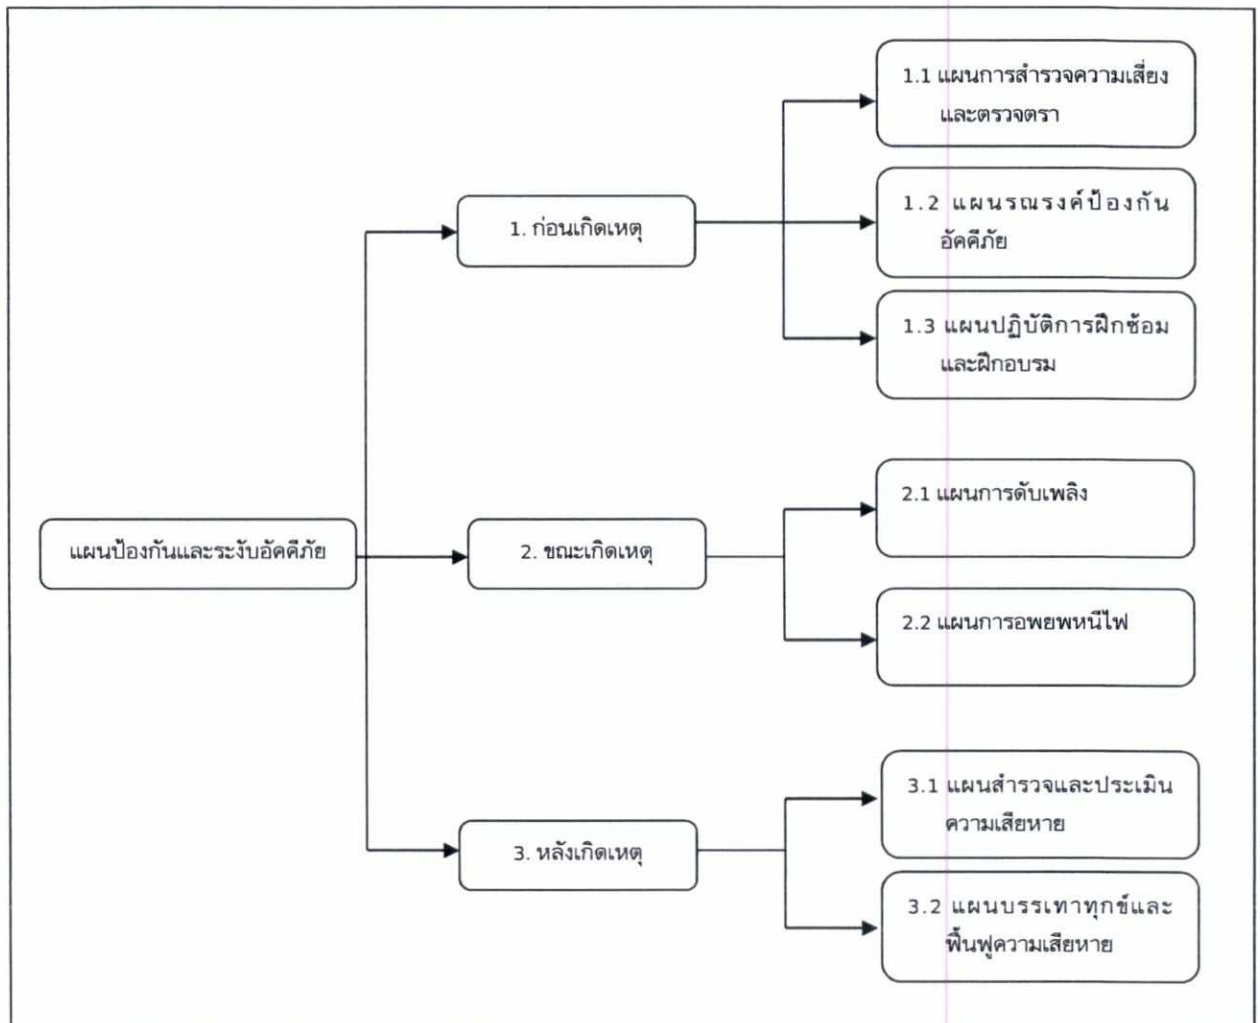 แผนป้องกันและระงับอัคคีภัย
1. ก่อนเกิดเหตุ
1.1 แผนการสำรวจความเสี่ยง
และตรวจตรา
1.2 แผนรณรงค์ป้องกัน
อัคคีภัย
1.3 แผนปฏิบัติการฝึกซ้อม
และฝึกอบรม
2. ขณะเกิดเหตุ
2.1 แผนการดับเพลิง
2.2 แผนการอพยพหนีไฟ
3. หลังเกิดเหตุ
3.1 แผนสำรวจและประเมิน
ความเสียหาย
3.2 แผนบรรเทาทุกข์และ
ฟื้นฟูความเสียหาย